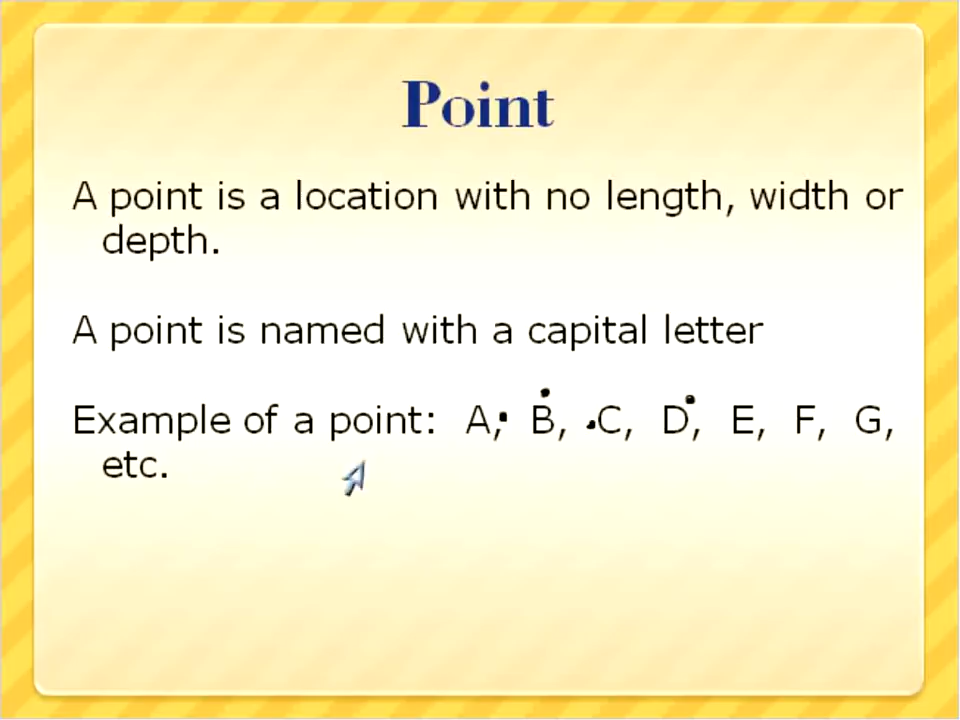 Point
A point is a location with no length, width or
depth.
A point is named with a capital letter
Example of a point: A, B, C, D, E, F, G,
etc.